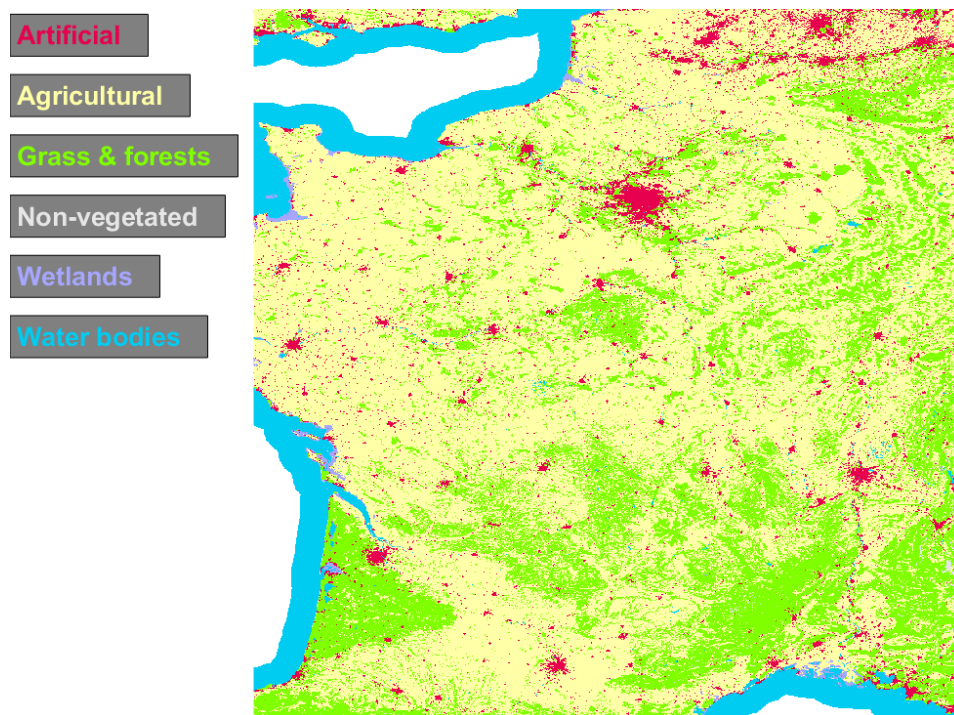 Artificial
Agricultural
Grass & forests
Non-vegetated
Wetlands
Water bodies